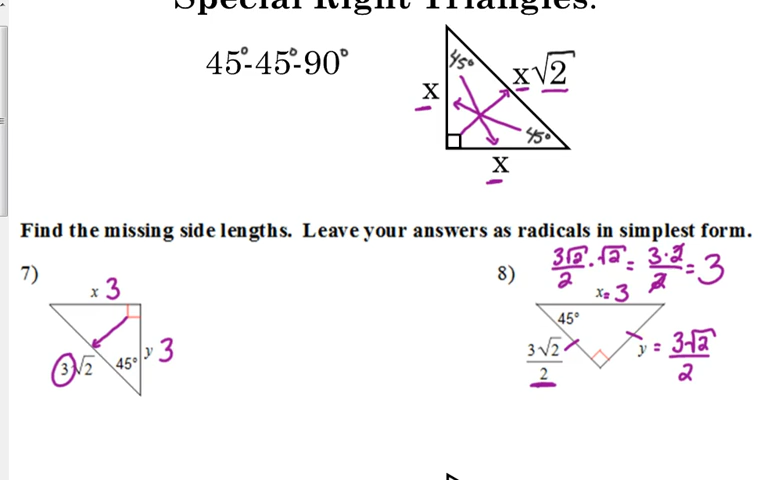 Special Right Triangles:
45°-45°-90°
45°
x
x√2
45°
x
Find the missing side lengths. Leave your answers as radicals in simplest form.
7)
x 3
y 3
3√2
45°
8)
3√2/2 · √2 = 3·2/2 = 3
x = 3
45°
3√2/2
y = 3√2/2